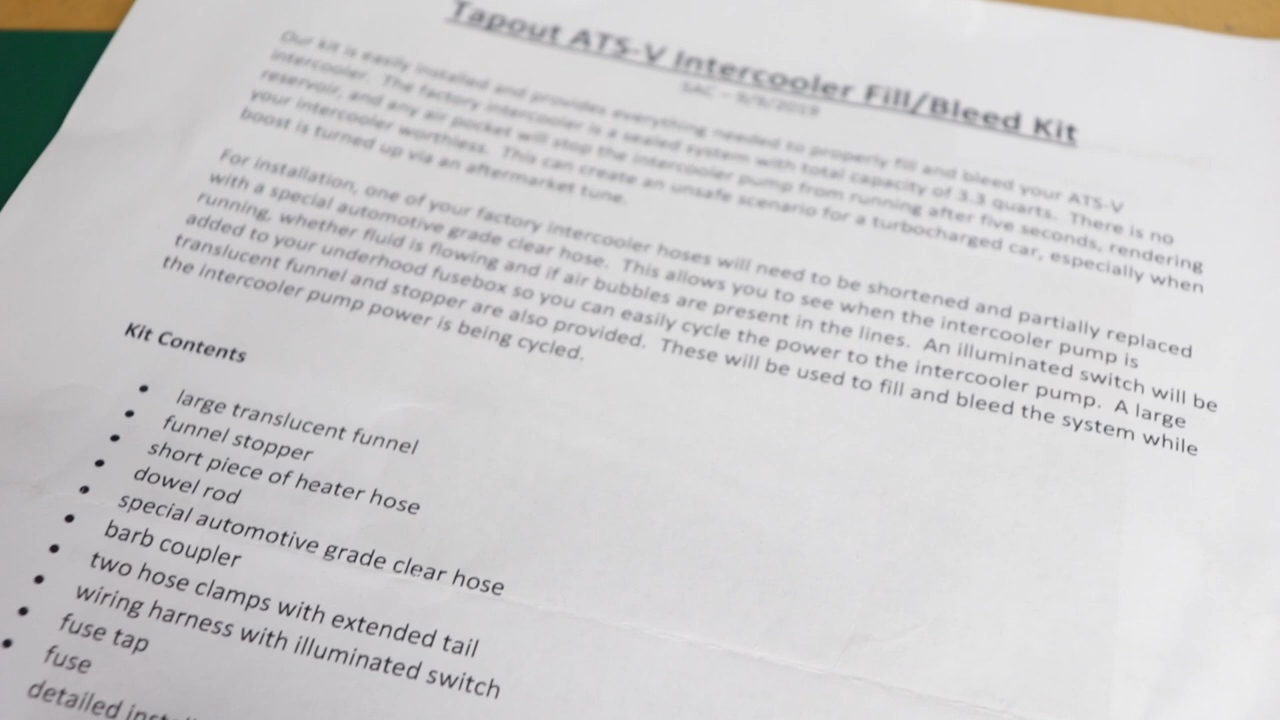 Tapout ATS-V Intercooler Fill/Bleed Kit
SAC – 9/9/2019
Our kit is easily installed and provides everything needed to properly fill and bleed your ATS-V
intercooler. The factory intercooler is a sealed system with total capacity of 3.3 quarts. There is no
reservoir, and any air pocket will stop the intercooler pump from running after five seconds, rendering
your intercooler worthless. This can create an unsafe scenario for a turbocharged car, especially when
boost is turned up via an aftermarket tune.
For installation, one of your factory intercooler hoses will need to be shortened and partially replaced
with a special automotive grade clear hose. This allows you to see when the intercooler pump is
running, whether fluid is flowing and if air bubbles are present in the lines. An illuminated switch will be
added to your underhood fusebox so you can easily cycle the power to the intercooler pump. A large
translucent funnel and stopper are also provided. These will be used to fill and bleed the system while
the intercooler pump power is being cycled.
Kit Contents
• large translucent funnel
• funnel stopper
• short piece of heater hose
• dowel rod
• special automotive grade clear hose
• barb coupler
• two hose clamps with extended tail
• wiring harness with illuminated switch
• fuse tap
• fuse
detailed